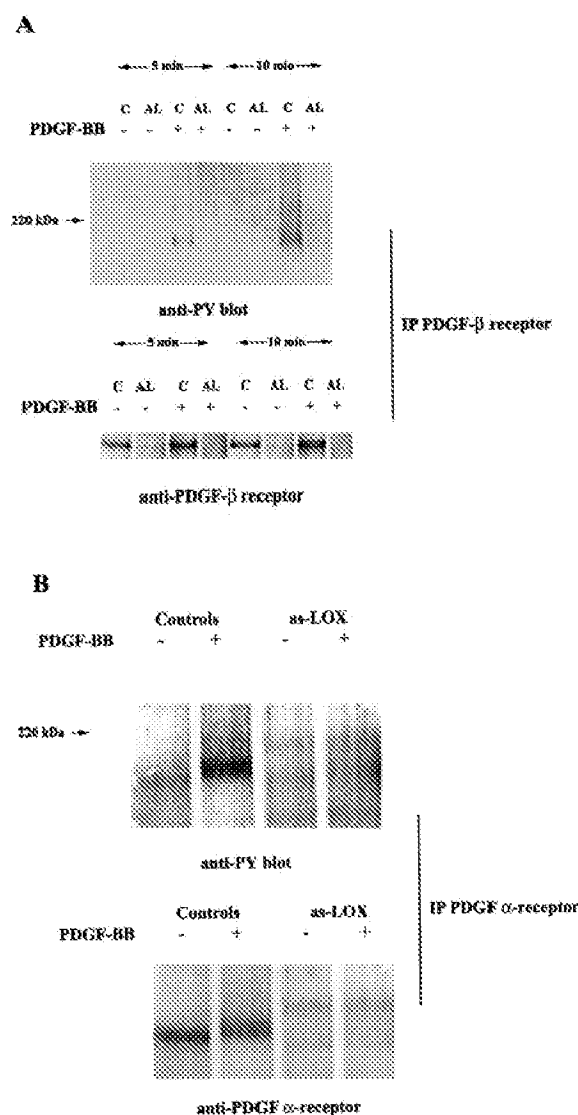 A
5 min 10 min
C AL C AL C AL C AL
PDGF-BB - - + + - - + +
220 kDa
anti-PY blot
IP PDGF-β receptor
5 min 10 min
C AL C AL C AL C AL
PDGF-BB - - + + - - + +
anti-PDGF-β receptor
B
Controls as-LOX
PDGF-BB - + - +
220 kDa
anti-PY blot
IP PDGF α-receptor
Controls as-LOX
PDGF-BB - + - +
anti-PDGF α-receptor